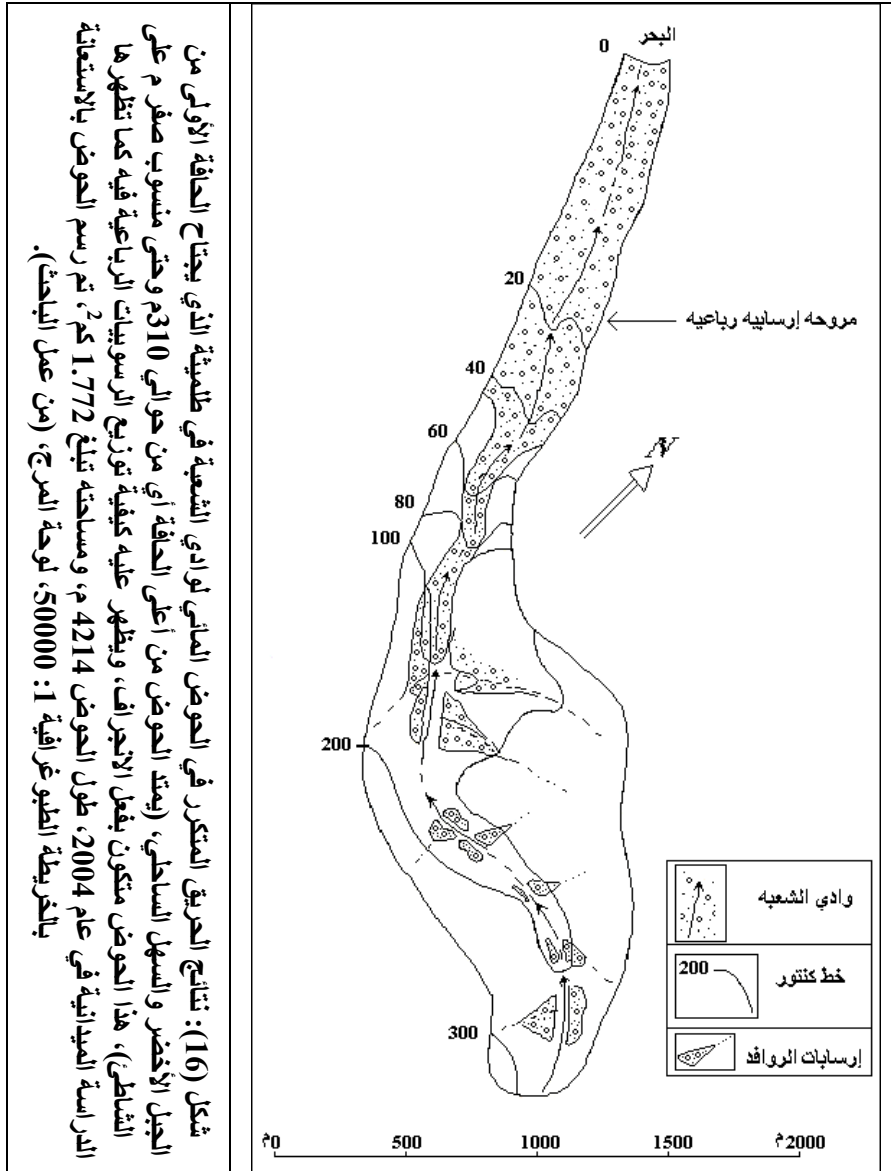 البحر
0
20
مروحه إرسابيه رباعيه
40
60
N
80
100
200
300
وادي الشعبه
200
خط كنتور
إرسابات الروافد
0م
500
1000
1500
2000م
شكل (16): نتائج الحريق المتكرر في الحوض المائي لوادي الشعبة في طلميثة الذي يجتاح الحافة الأولى من
الجبل الأخضر والسهل الساحلي، (يمتد الحوض من أعلى الحافة أي من حوالي 310م وحتى منسوب صفر م على
الشاطئ)، هذا الحوض متكون بفعل الانجراف، ويظهر عليه كيفية توزيع الرسوبيات الرباعية فيه كما تظهرها
الدراسة الميدانية في عام 2004، طول الحوض 4214 م، ومساحته تبلغ 1.772 كم2، تم رسم الحوض بالاستعانة
بالخريطة الطبوغرافية 1: 50000، لوحة المرج، (من عمل الباحث).